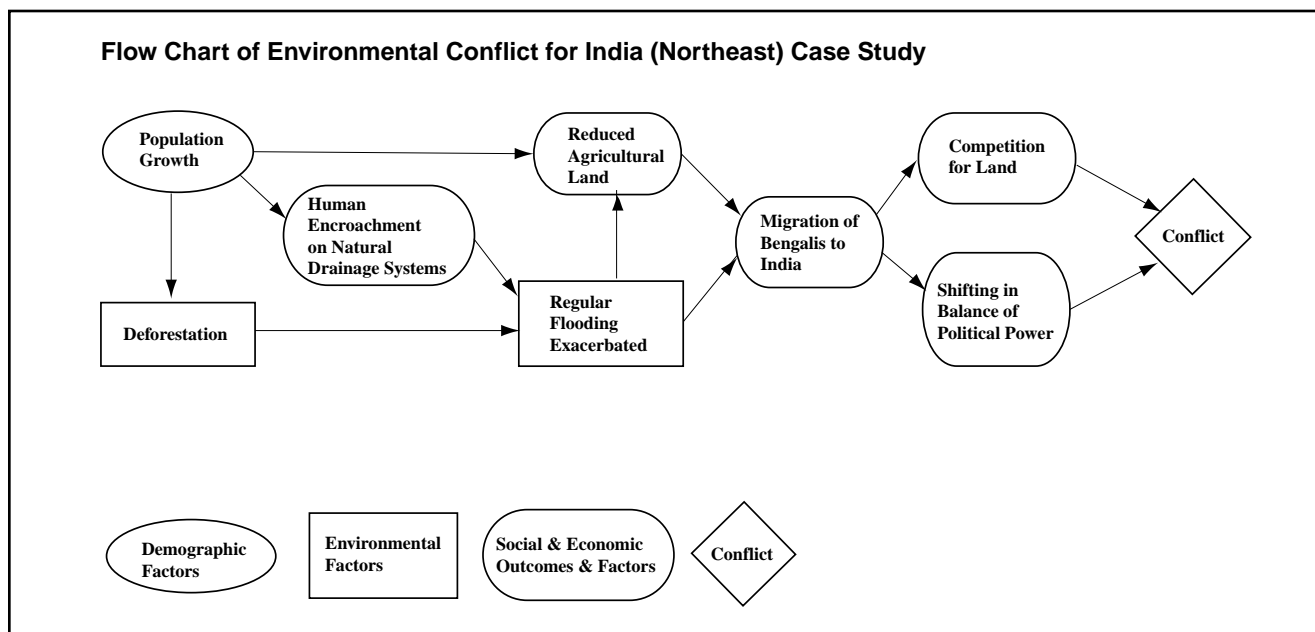 Flow Chart of Environmental Conflict for India (Northeast) Case Study
Population
Growth
Reduced
Agricultural
Land
Competition
for Land
Human
Encroachment
on Natural
Drainage Systems
Migration of
Bengalis to
India
Conflict
Deforestation
Regular
Flooding
Exacerbated
Shifting in
Balance of
Political Power
Demographic
Factors
Environmental
Factors
Social & Economic
Outcomes & Factors
Conflict